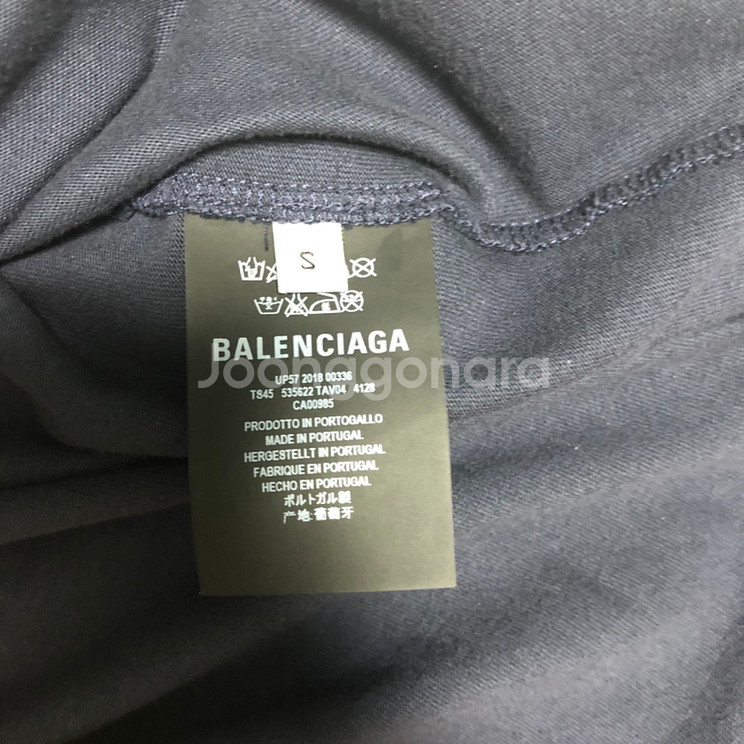 S
BALENCIAGA
Joonggonara
UP57 2018 00336
TS45 535622 TAV04 4128
CA00985
PRODOTTO IN PORTOGALLO
MADE IN PORTUGAL
HERGESTELLT IN PORTUGAL
FABRIQUE EN PORTUGAL
HECHO EN PORTUGAL
ポルトガル製
产地:葡萄牙